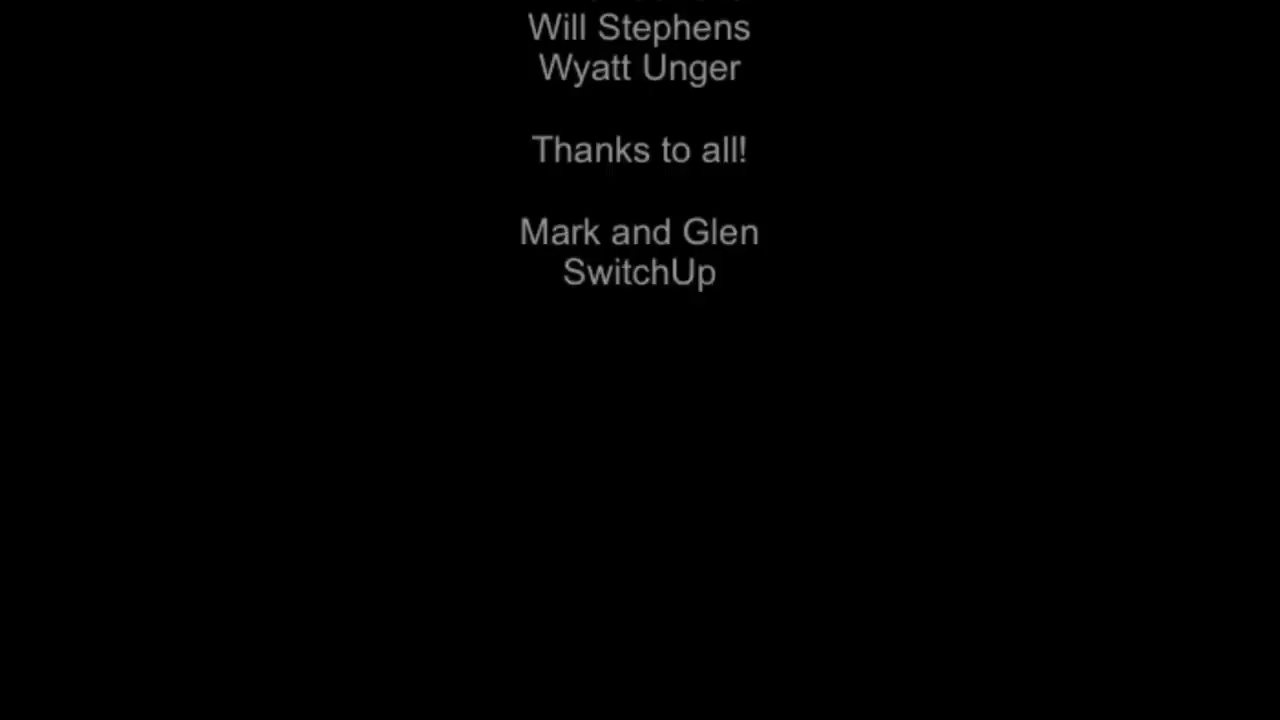 Will Stephens
Wyatt Unger
Thanks to all!
Mark and Glen
SwitchUp